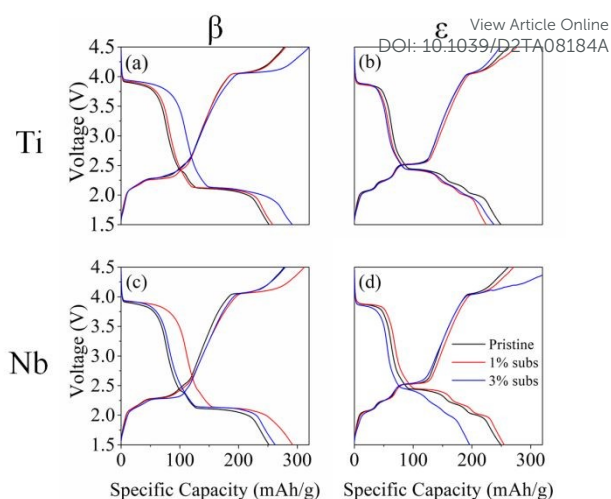 View Article Online
DOI: 10.1039/D2TA08184A
β
ε
Ti
Nb
(a)
(b)
(c)
(d)
Voltage (V)
4.5
4.0
3.5
3.0
2.5
2.0
1.5
Voltage (V)
4.5
4.0
3.5
3.0
2.5
2.0
1.5
Pristine
1% subs
3% subs
0 100 200 300
0 100 200 300
Specific Capacity (mAh/g)
Specific Capacity (mAh/g)